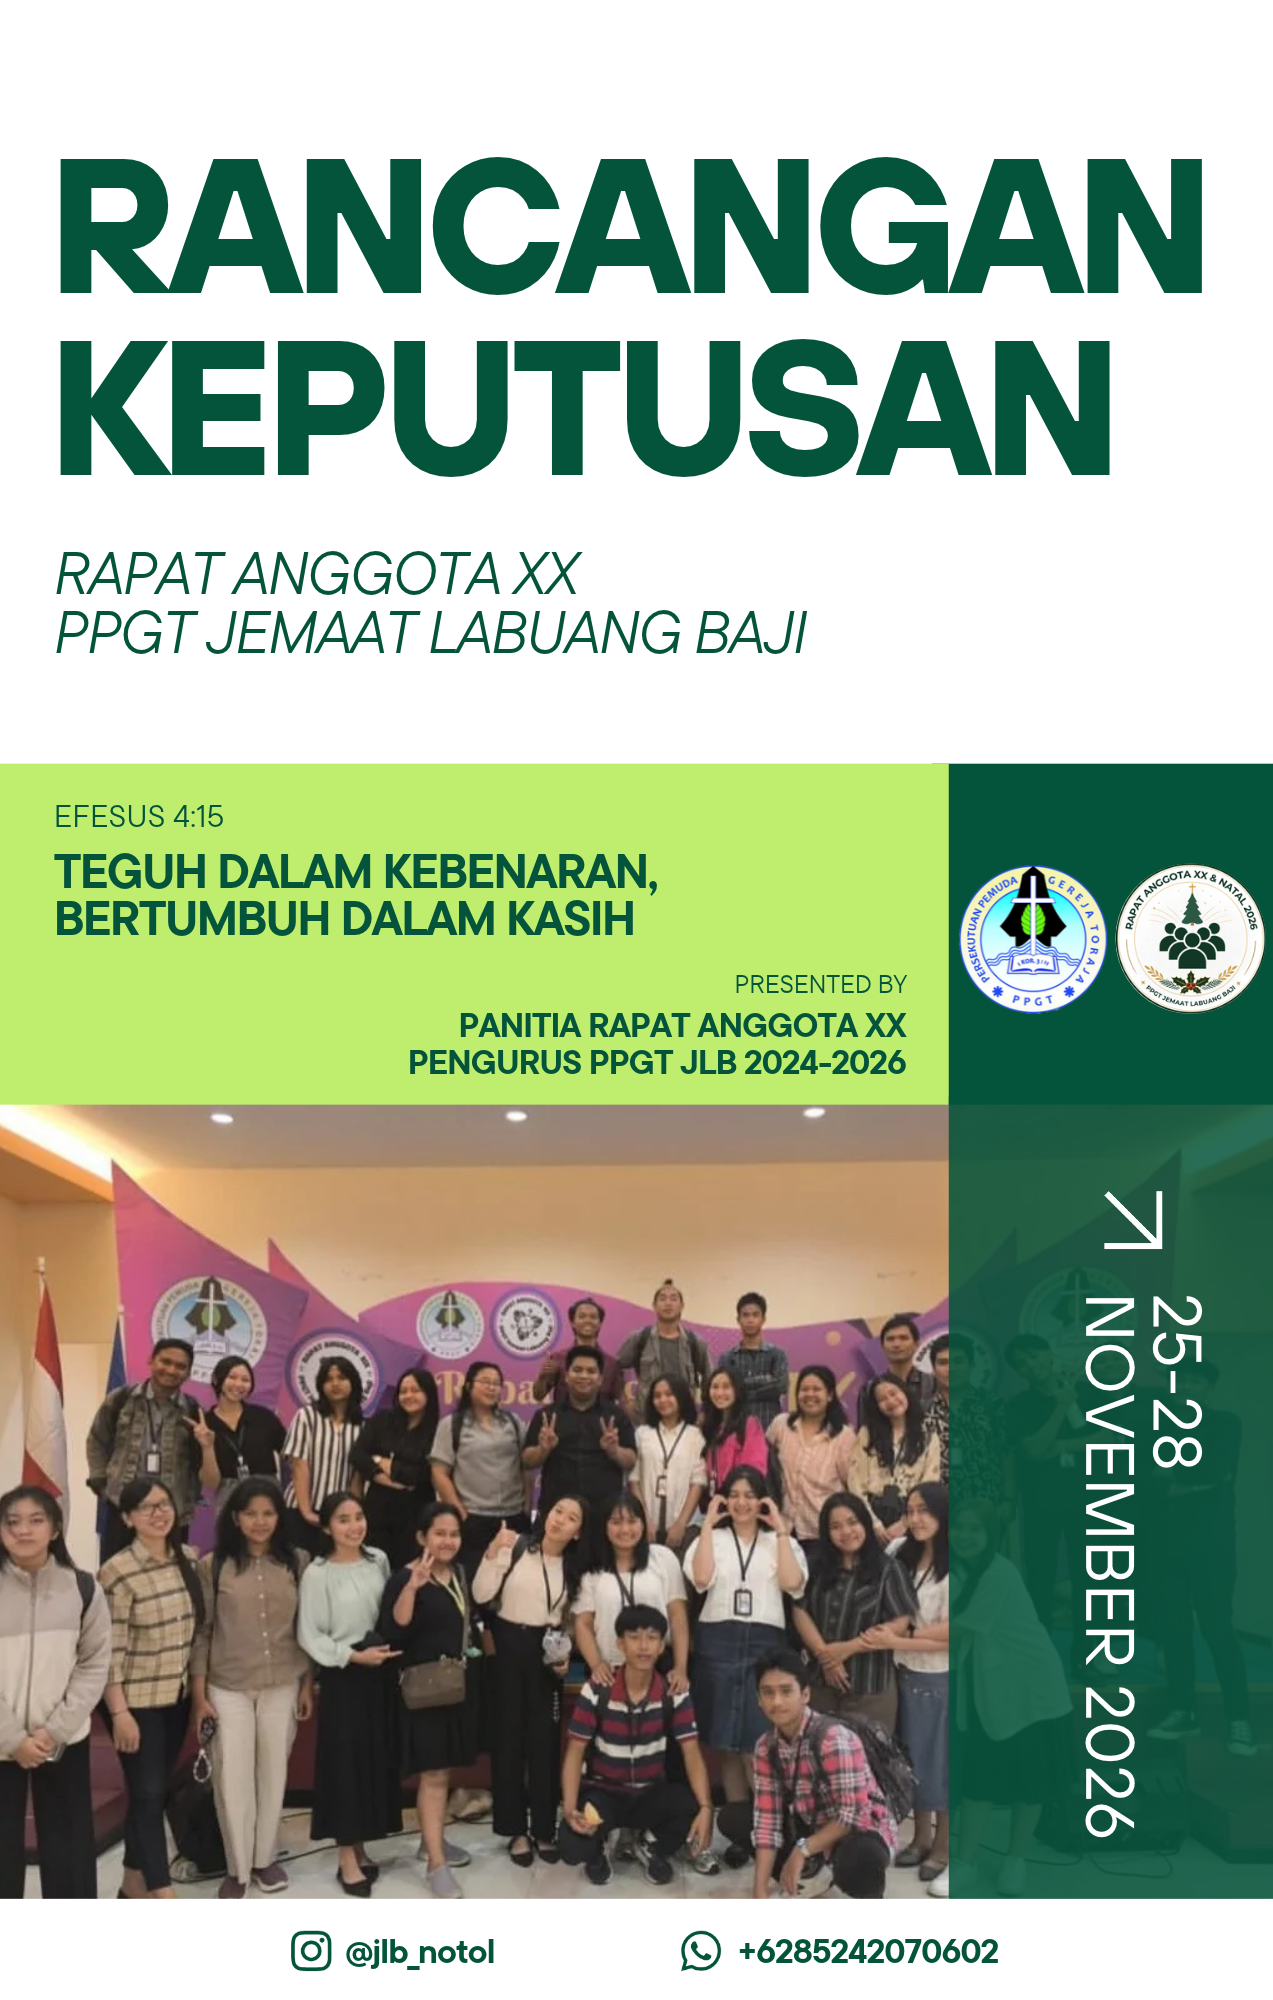 RANCANGAN
KEPUTUSAN
RAPAT ANGGOTA XX
PPGT JEMAAT LABUANG BAJI
EFESUS 4:15
TEGUH DALAM KEBENARAN,
BERTUMBUH DALAM KASIH
PRESENTED BY
PANITIA RAPAT ANGGOTA XX
PENGURUS PPGT JLB 2024-2026
PERSEKUTUAN PEMUDA GEREJA TORAJA
PPGT
RAPAT ANGGOTA XX & NATAL 2026
PPGT JEMAAT LABUANG BAJI
25-28
NOVEMBER 2026
@jlb_notol
+6285242070602